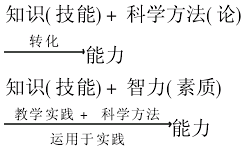 知识(技能)+ 科学方法(论)
转化
能力
知识(技能)+ 智力(素质)
教学实践 + 科学方法
运用于实践
能力